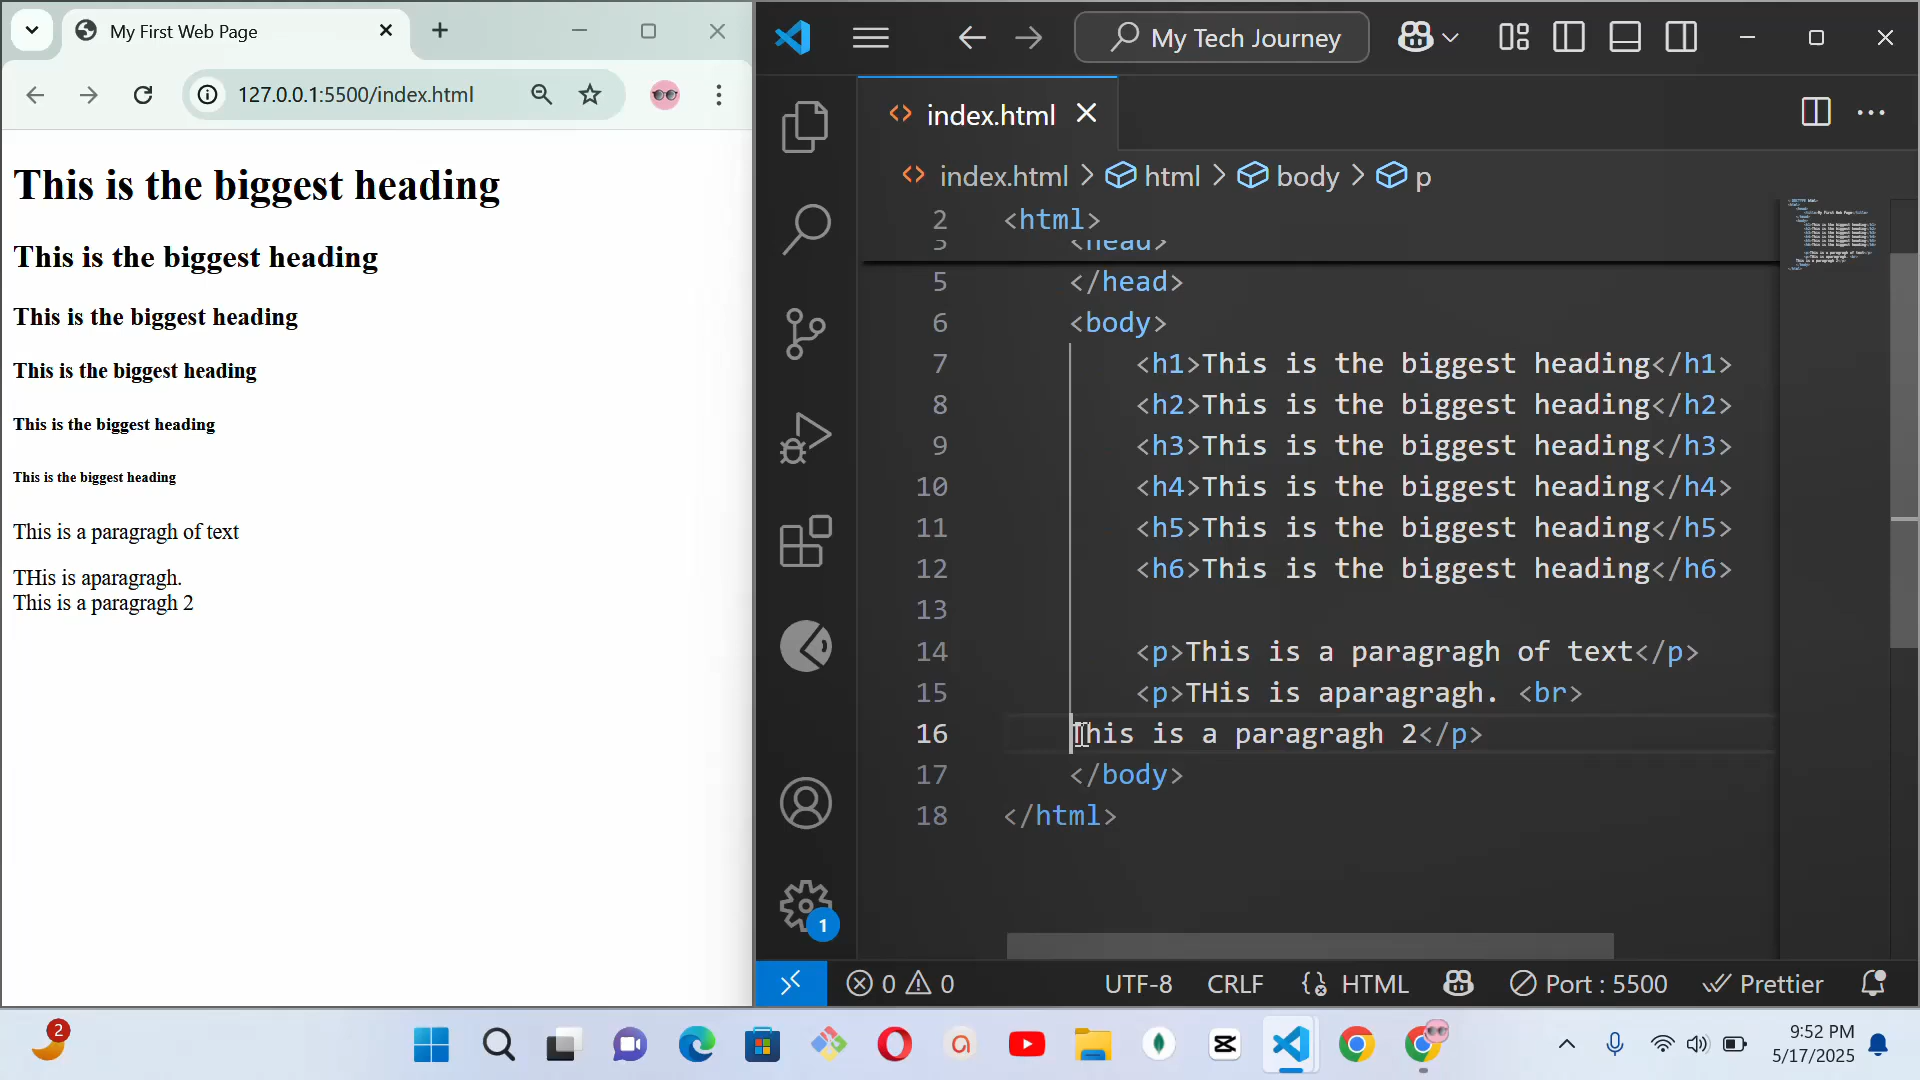 My First Web Page
127.0.0.1:5500/index.html
This is the biggest heading
This is the biggest heading
This is the biggest heading
This is the biggest heading
This is the biggest heading
This is the biggest heading
This is a paragragh of text
THis is aparagragh.
This is a paragragh 2
My Tech Journey
index.html
index.html > html > body > p
2 <html>
3 <head>
5 </head>
6 <body>
7 <h1>This is the biggest heading</h1>
8 <h2>This is the biggest heading</h2>
9 <h3>This is the biggest heading</h3>
10 <h4>This is the biggest heading</h4>
11 <h5>This is the biggest heading</h5>
12 <h6>This is the biggest heading</h6>
13
14 <p>This is a paragragh of text</p>
15 <p>THis is aparagragh. <br>
16 This is a paragragh 2</p>
17 </body>
18 </html>
1
0 0 UTF-8 CRLF HTML Port : 5500 Prettier
2
9:52 PM
5/17/2025